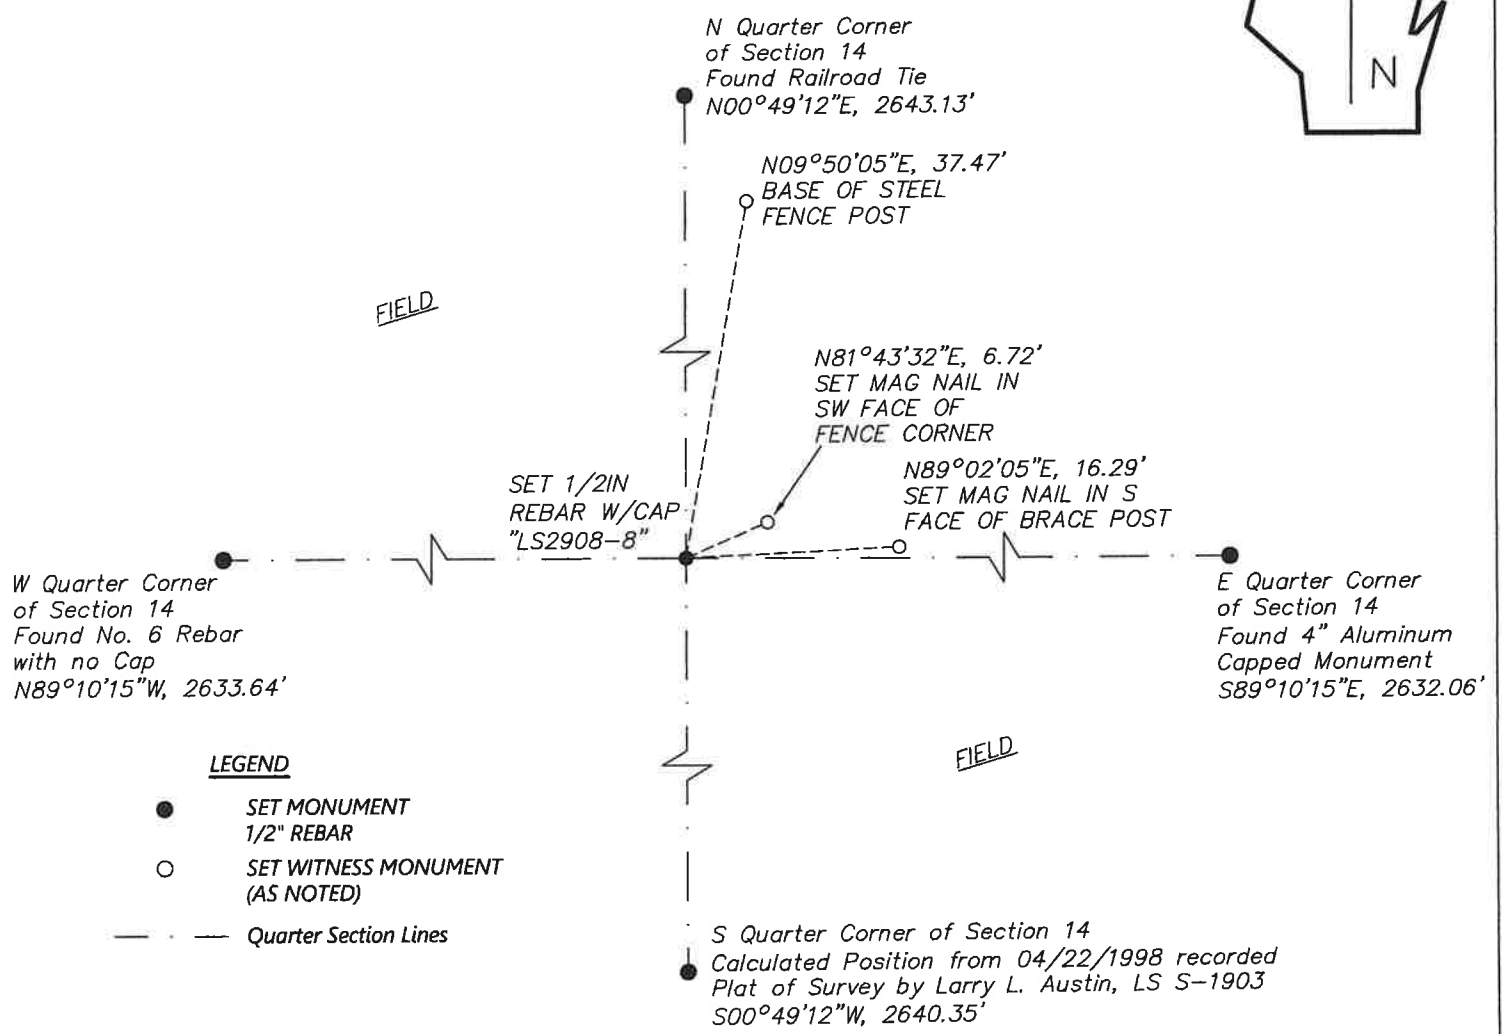 N Quarter Corner
of Section 14
Found Railroad Tie
N00°49'12"E, 2643.13'
N
N09°50'05"E, 37.47'
BASE OF STEEL
FENCE POST
FIELD
N81°43'32"E, 6.72'
SET MAG NAIL IN
SW FACE OF
FENCE CORNER
N89°02'05"E, 16.29'
SET MAG NAIL IN S
FACE OF BRACE POST
SET 1/2IN
REBAR W/CAP
"LS2908-8"
W Quarter Corner
of Section 14
Found No. 6 Rebar
with no Cap
N89°10'15"W, 2633.64'
E Quarter Corner
of Section 14
Found 4" Aluminum
Capped Monument
S89°10'15"E, 2632.06'
FIELD
LEGEND
SET MONUMENT
1/2" REBAR
SET WITNESS MONUMENT
(AS NOTED)
Quarter Section Lines
S Quarter Corner of Section 14
Calculated Position from 04/22/1998 recorded
Plat of Survey by Larry L. Austin, LS S-1903
S00°49'12"W, 2640.35'